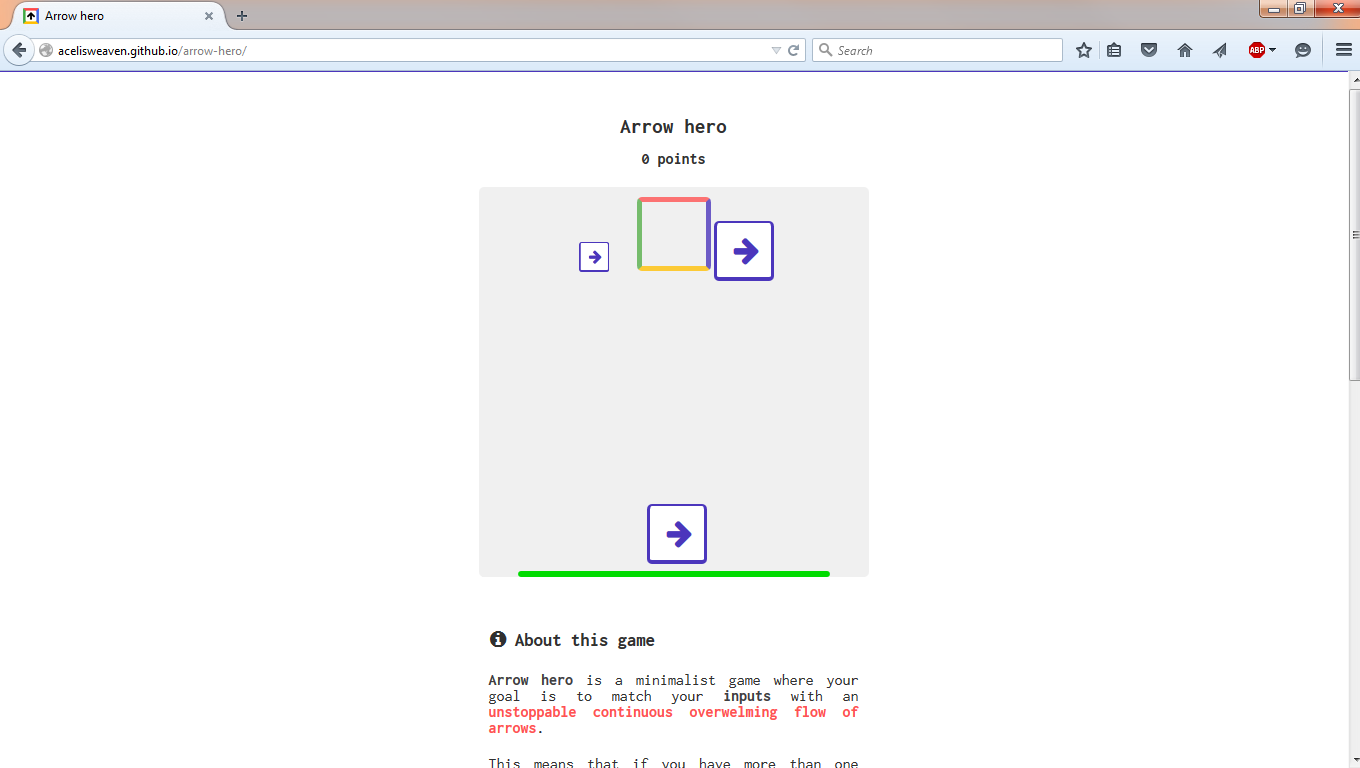 Arrow hero
acelisweaven.github.io/arrow-hero/
Search
ABP
Arrow hero
0 points
About this game
Arrow hero is a minimalist game where your
goal is to match your inputs with an
unstoppable continuous overwelming flow of
arrows.
This means that if you have more than one